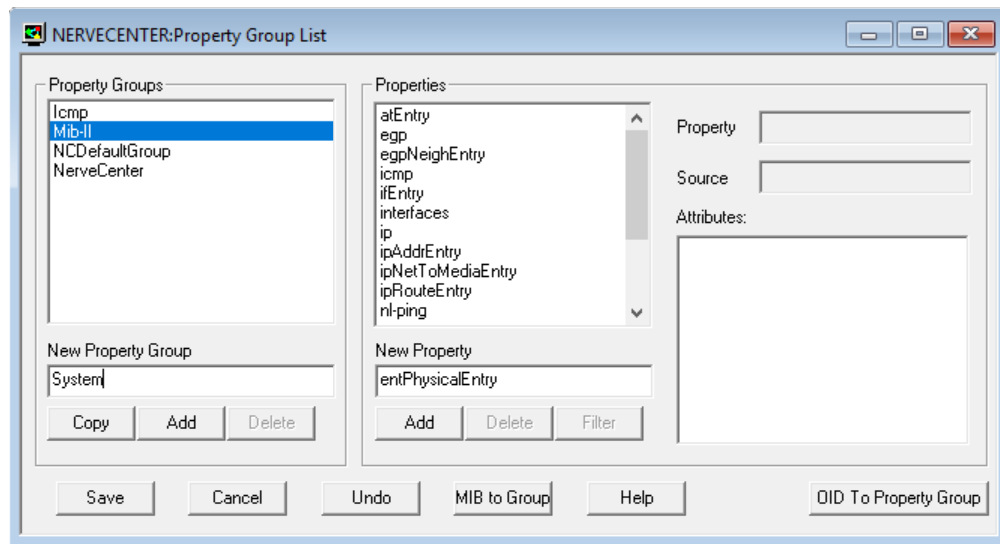 NERVECENTER:Property Group List
Property Groups
Icmp
Mib-II
NCDefaultGroup
NerveCenter
New Property Group
System
Copy
Add
Delete
Properties
atEntry
egp
egpNeighEntry
icmp
ifEntry
interfaces
ip
ipAddrEntry
ipNetToMediaEntry
ipRouteEntry
nl-ping
New Property
entPhysicalEntry
Add
Delete
Filter
Property
Source
Attributes:
Save
Cancel
Undo
MIB to Group
Help
OID To Property Group